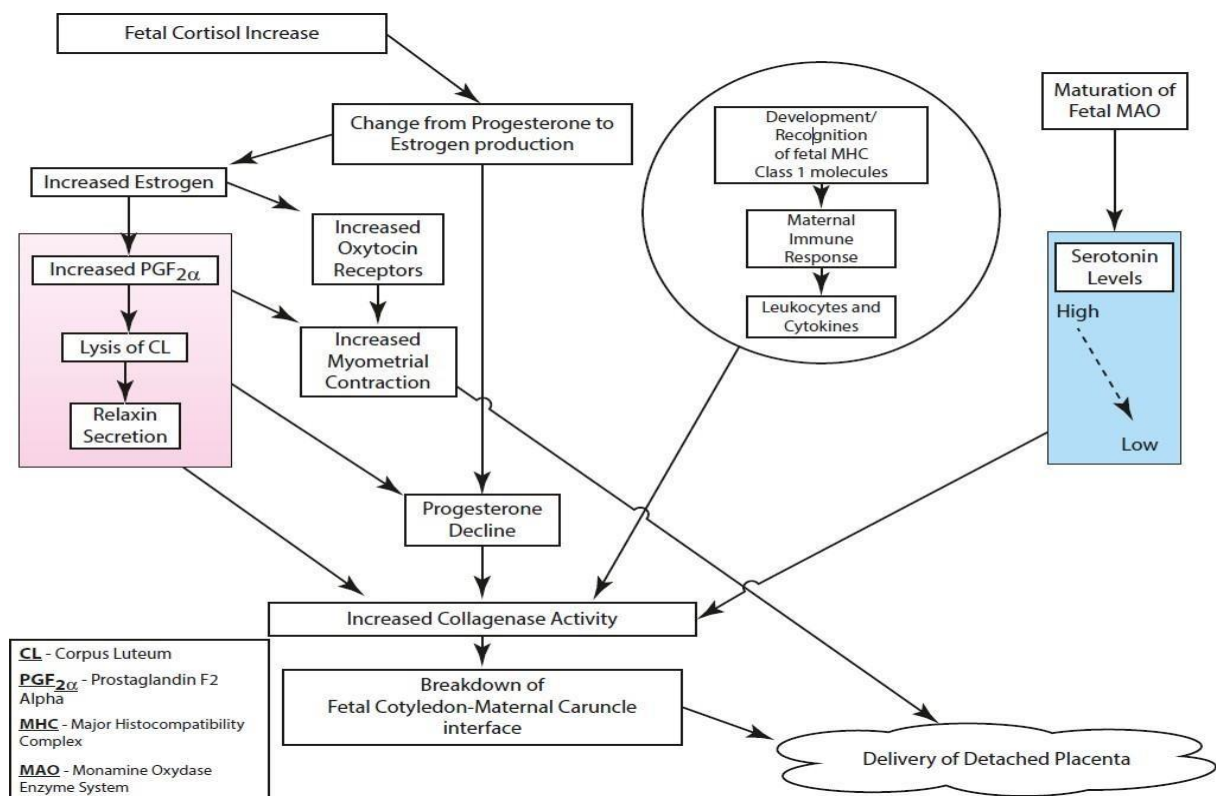 Fetal Cortisol Increase
Change from Progesterone to
Estrogen production
Increased Estrogen
Increased
Oxytocin
Receptors
Increased PGF2α
Lysis of CL
Relaxin
Secretion
Increased
Myometrial
Contraction
Development/
Recognition
of fetal MHC
Class 1 molecules
Maternal
Immune
Response
Leukocytes and
Cytokines
Maturation of
Fetal MAO
Serotonin
Levels
High
Low
Progesterone
Decline
Increased Collagenase Activity
Breakdown of
Fetal Cotyledon-Maternal Caruncle
interface
Delivery of Detached Placenta
CL - Corpus Luteum
PGF2α - Prostaglandin F2
Alpha
MHC - Major Histocompatibility
Complex
MAO - Monamine Oxydase
Enzyme System